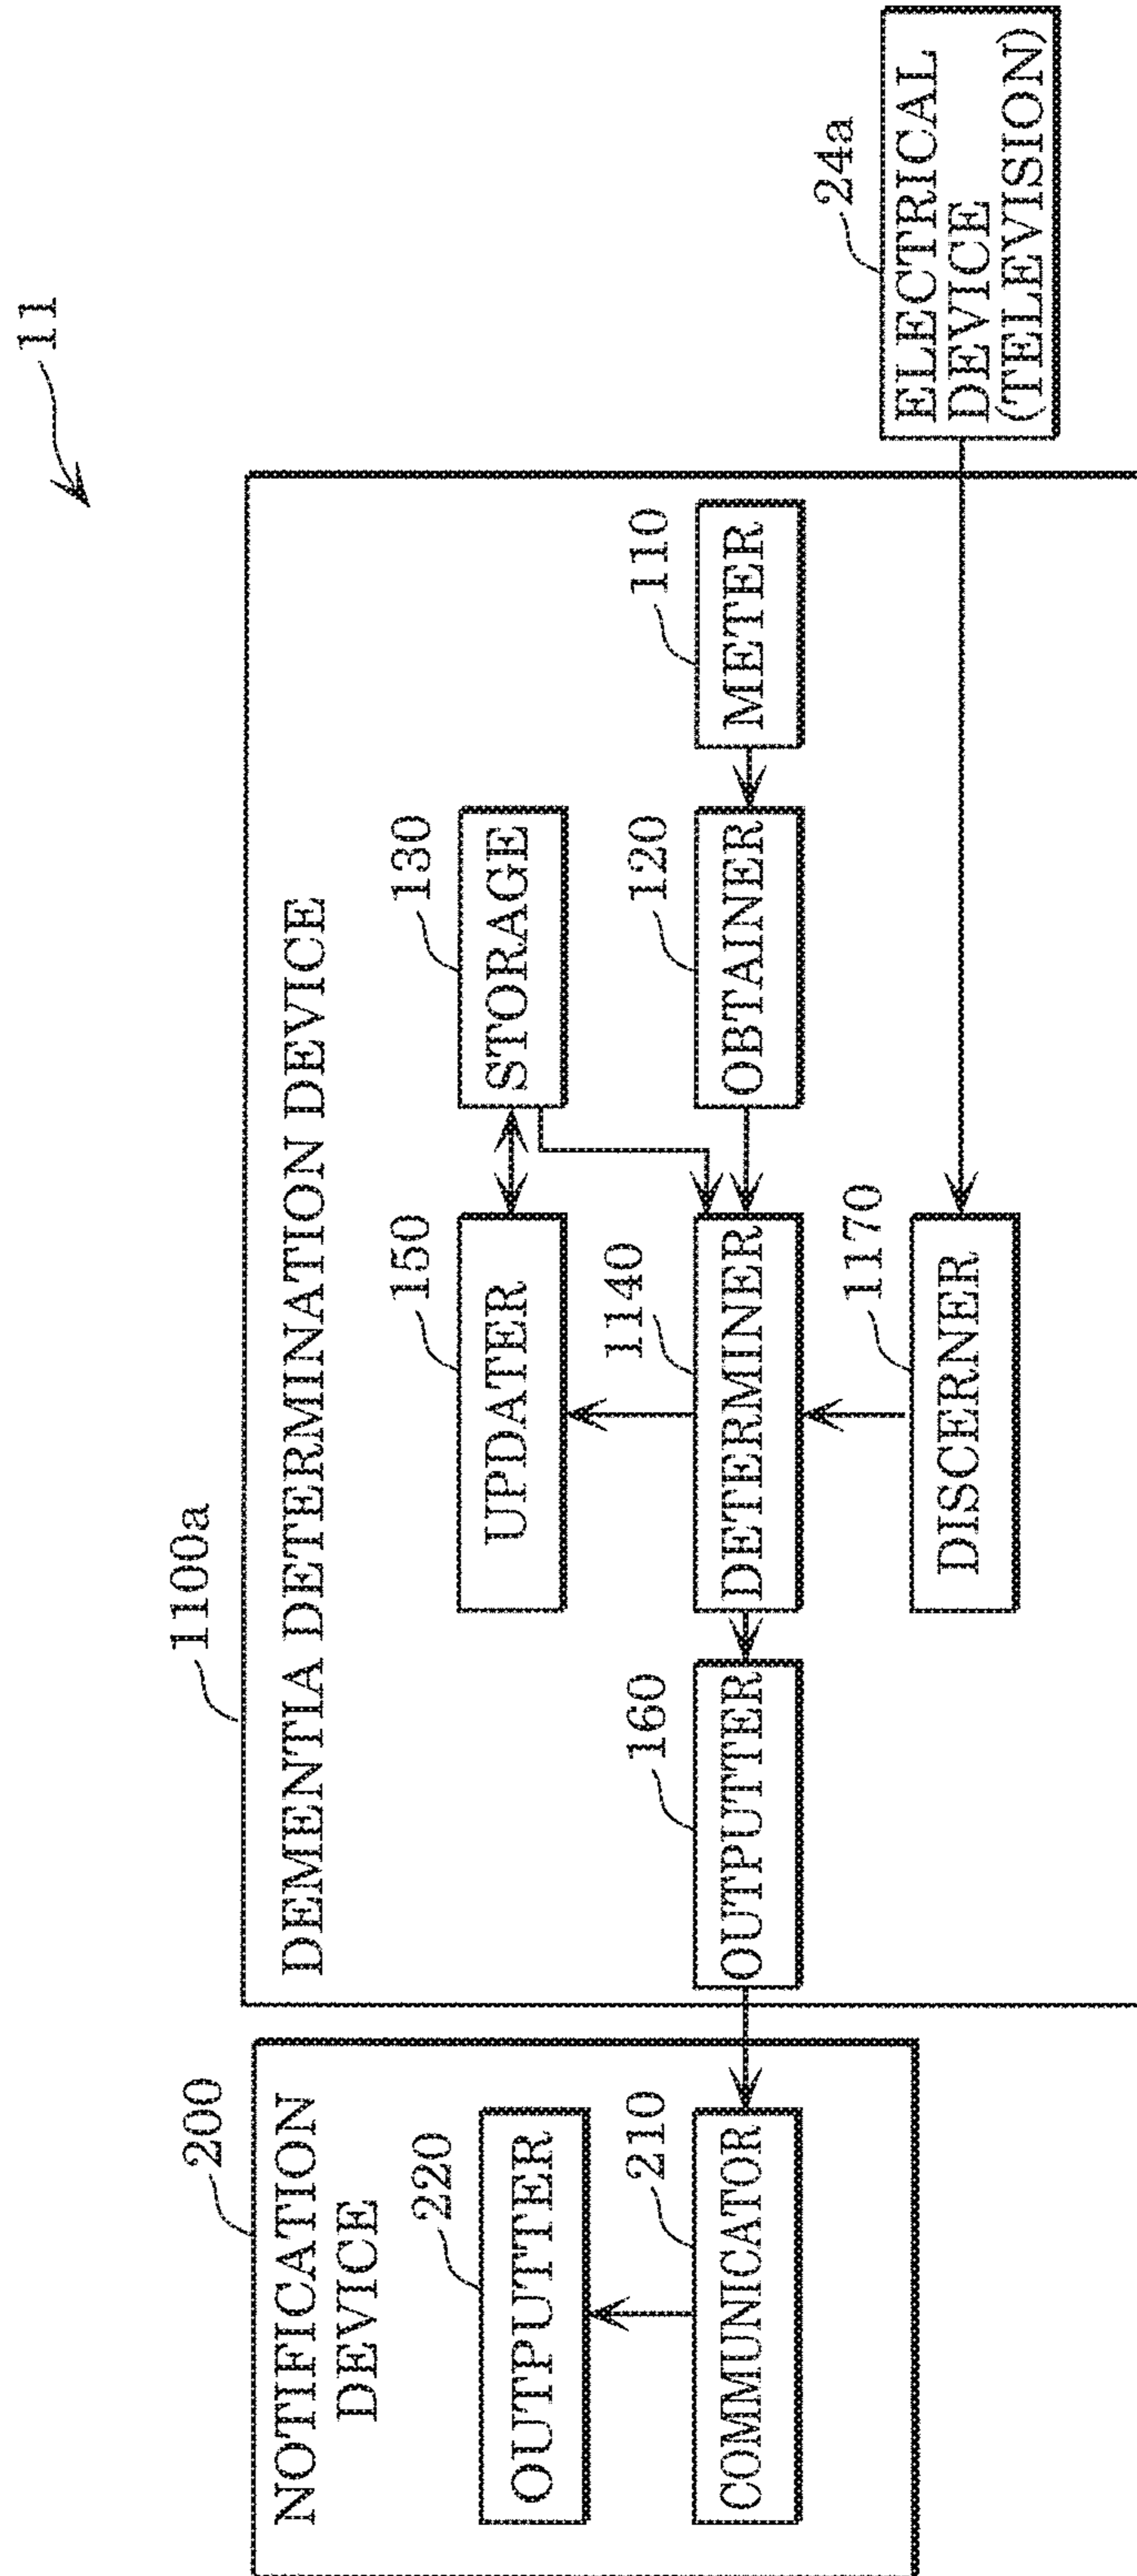 11
200
NOTIFICATION
DEVICE
220
OUTPUTTER
210
COMMUNICATOR
1100a
DEMENTIA DETERMINATION DEVICE
150
UPDATER
130
STORAGE
160
OUTPUTTER
1140
DETERMINER
120
OBTAINER
110
METER
1170
DISCERNER
24a
ELECTRICAL
DEVICE
(TELEVISION)